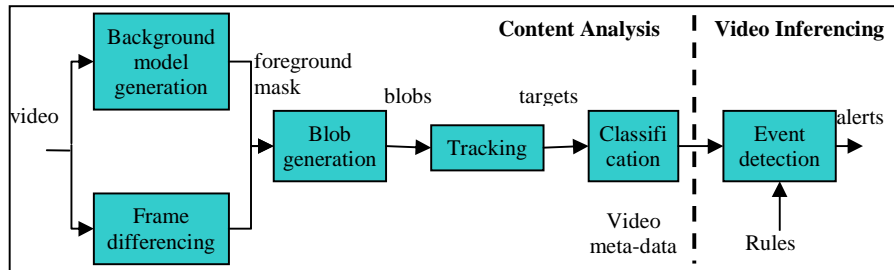 Content Analysis
Video Inferencing
Background
model
generation
foreground
mask
video
blobs
targets
alerts
Blob
generation
Tracking
Classifi
cation
Event
detection
Frame
differencing
Video
meta-data
Rules